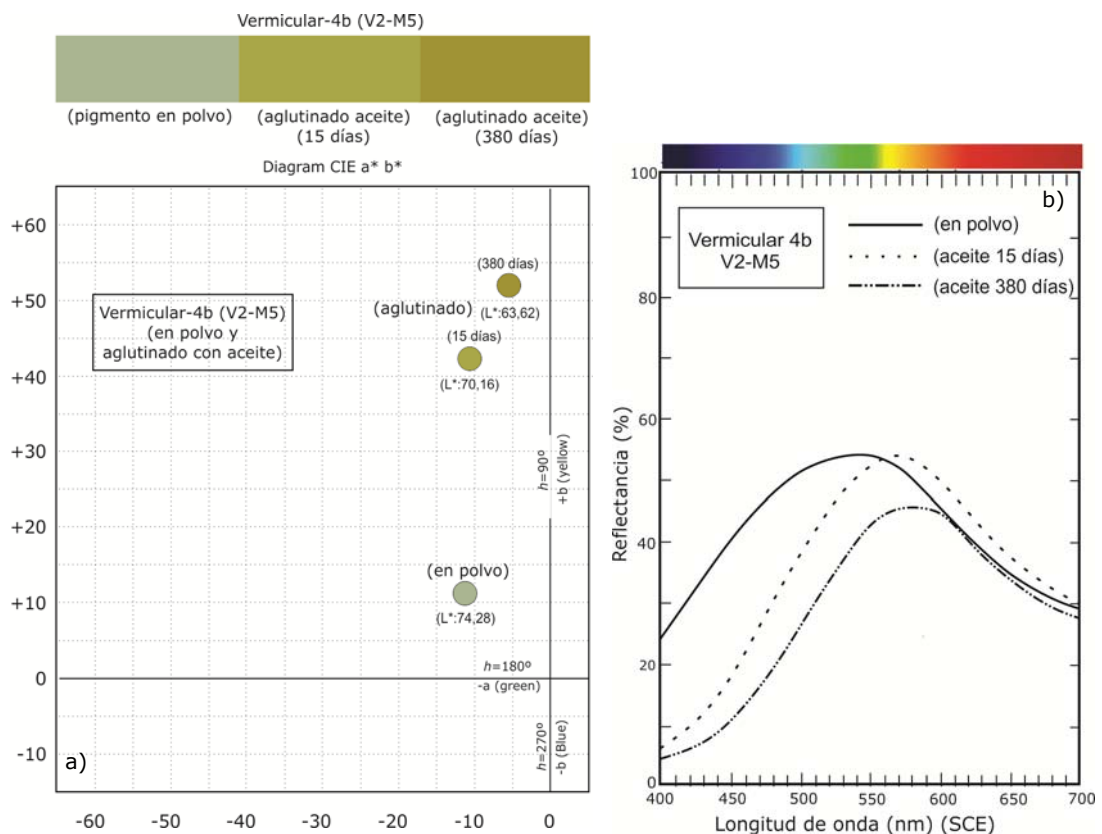 Vermicular-4b (V2-M5)
(pigmento en polvo)
(aglutinado aceite)
(15 días)
(aglutinado aceite)
(380 días)
Diagram CIE a* b*
+60
+50
+40
+30
+20
+10
0
-10
-60
-50
-40
-30
-20
-10
0
Vermicular-4b (V2-M5)
(en polvo y
aglutinado con aceite)
(380 días)
(aglutinado)
(L*:63,62)
(15 días)
(L*:70,16)
h=90º
+b (yellow)
(en polvo)
(L*:74,28)
h=180º
-a (green)
h=270º
-b (Blue)
a)
b)
Vermicular 4b
V2-M5
(en polvo)
(aceite 15 días)
(aceite 380 días)
Reflectancia (%)
100
80
60
40
20
0
400
450
500
550
600
650
700
Longitud de onda (nm) (SCE)